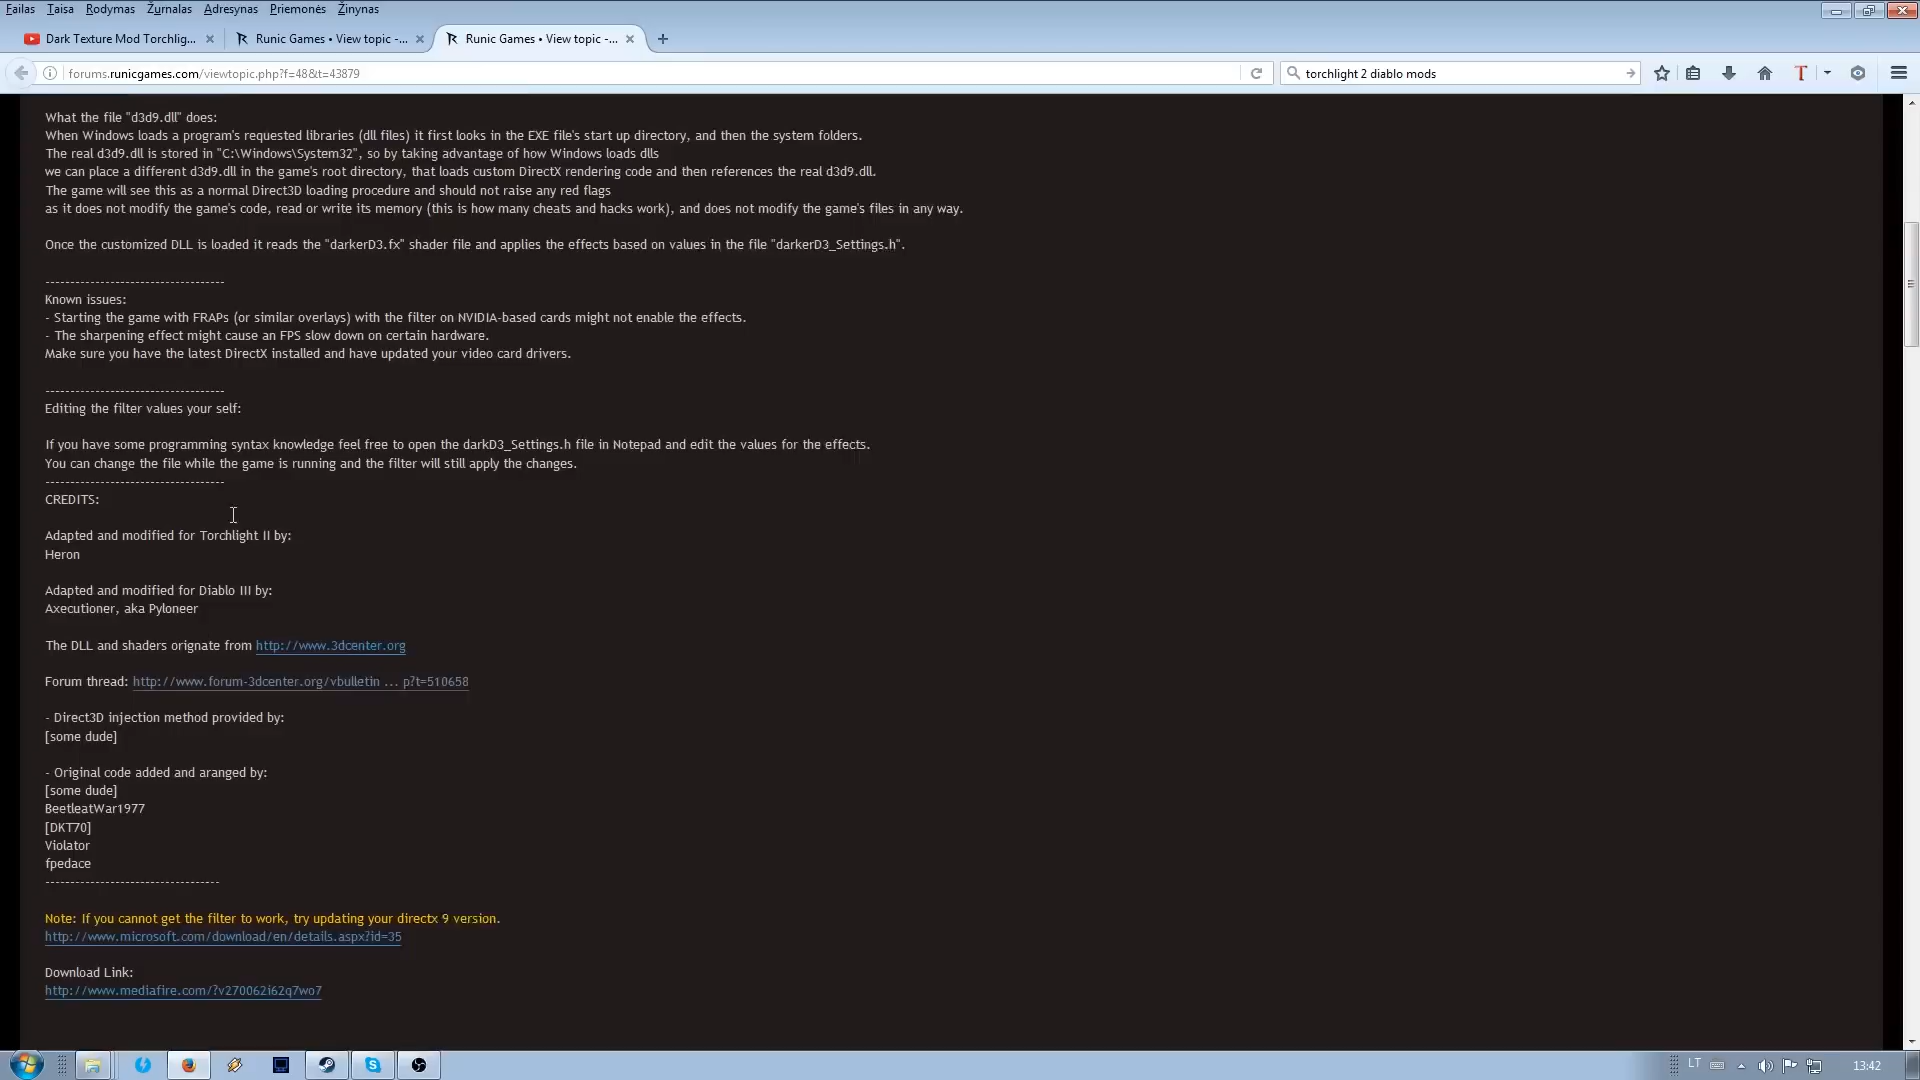 Failas Taisa Rodymas Žurnalas Adresynas Priemonės Žinynas
Dark Texture Mod Torchlig...
Runic Games • View topic -...
Runic Games • View topic -...
forums.runicgames.com/viewtopic.php?f=48&t=43879
torchlight 2 diablo mods
What the file "d3d9.dll" does:
When Windows loads a program's requested libraries (dll files) it first looks in the EXE file's start up directory, and then the system folders.
The real d3d9.dll is stored in "C:\Windows\System32", so by taking advantage of how Windows loads dlls
we can place a different d3d9.dll in the game's root directory, that loads custom DirectX rendering code and then references the real d3d9.dll.
The game will see this as a normal Direct3D loading procedure and should not raise any red flags
as it does not modify the game's code, read or write its memory (this is how many cheats and hacks work), and does not modify the game's files in any way.
Once the customized DLL is loaded it reads the "darkerD3.fx" shader file and applies the effects based on values in the file "darkerD3_Settings.h".
------------------------------------
Known issues:
- Starting the game with FRAPs (or similar overlays) with the filter on NVIDIA-based cards might not enable the effects.
- The sharpening effect might cause an FPS slow down on certain hardware.
Make sure you have the latest DirectX installed and have updated your video card drivers.
------------------------------------
Editing the filter values your self:
If you have some programming syntax knowledge feel free to open the darkD3_Settings.h file in Notepad and edit the values for the effects.
You can change the file while the game is running and the filter will still apply the changes.
------------------------------------
CREDITS:
Adapted and modified for Torchlight II by:
Heron
Adapted and modified for Diablo III by:
Axecutioner, aka Pyloneer
The DLL and shaders orignate from http://www.3dcenter.org
Forum thread: http://www.forum-3dcenter.org/vbulletin ... p?t=510658
- Direct3D injection method provided by:
[some dude]
- Original code added and aranged by:
[some dude]
BeetleatWar1977
[DKT70]
Violator
fpedace
-----------------------------------
Note: If you cannot get the filter to work, try updating your directx 9 version.
http://www.microsoft.com/download/en/details.aspx?id=35
Download Link:
http://www.mediafire.com/?v270062i62q7wo7
LT
13:42